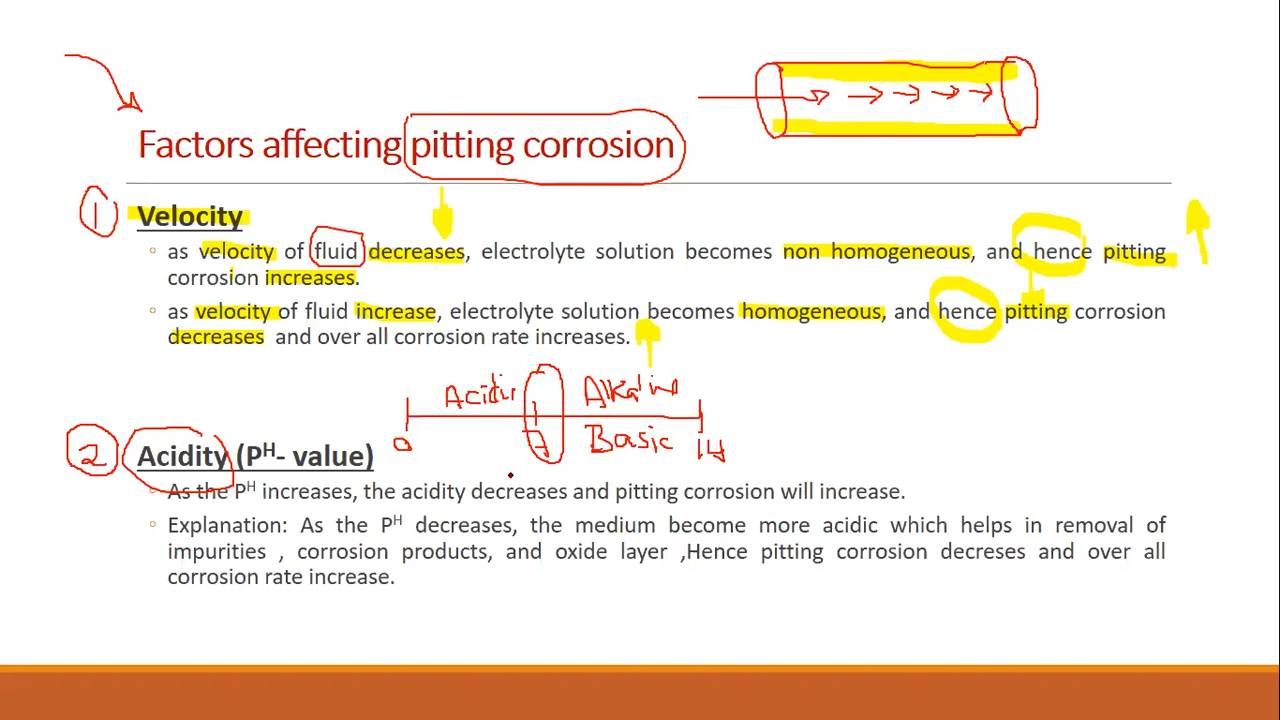 Factors affecting pitting corrosion
1 Velocity
◦ as velocity of fluid decreases, electrolyte solution becomes non homogeneous, and hence pitting
corrosion increases.
◦ as velocity of fluid increase, electrolyte solution becomes homogeneous, and hence pitting corrosion
decreases and over all corrosion rate increases.
Acidic Alkaline
0 7 Basic 14
2 Acidity (Pᴴ- value)
◦ As the Pᴴ increases, the acidity decreases and pitting corrosion will increase.
◦ Explanation: As the Pᴴ decreases, the medium become more acidic which helps in removal of
impurities , corrosion products, and oxide layer ,Hence pitting corrosion decreses and over all
corrosion rate increase.